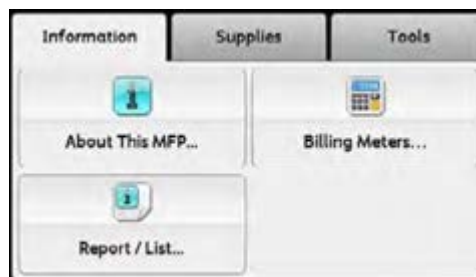 Information
Supplies
Tools
About This MFP...
Billing Meters...
Report / List...